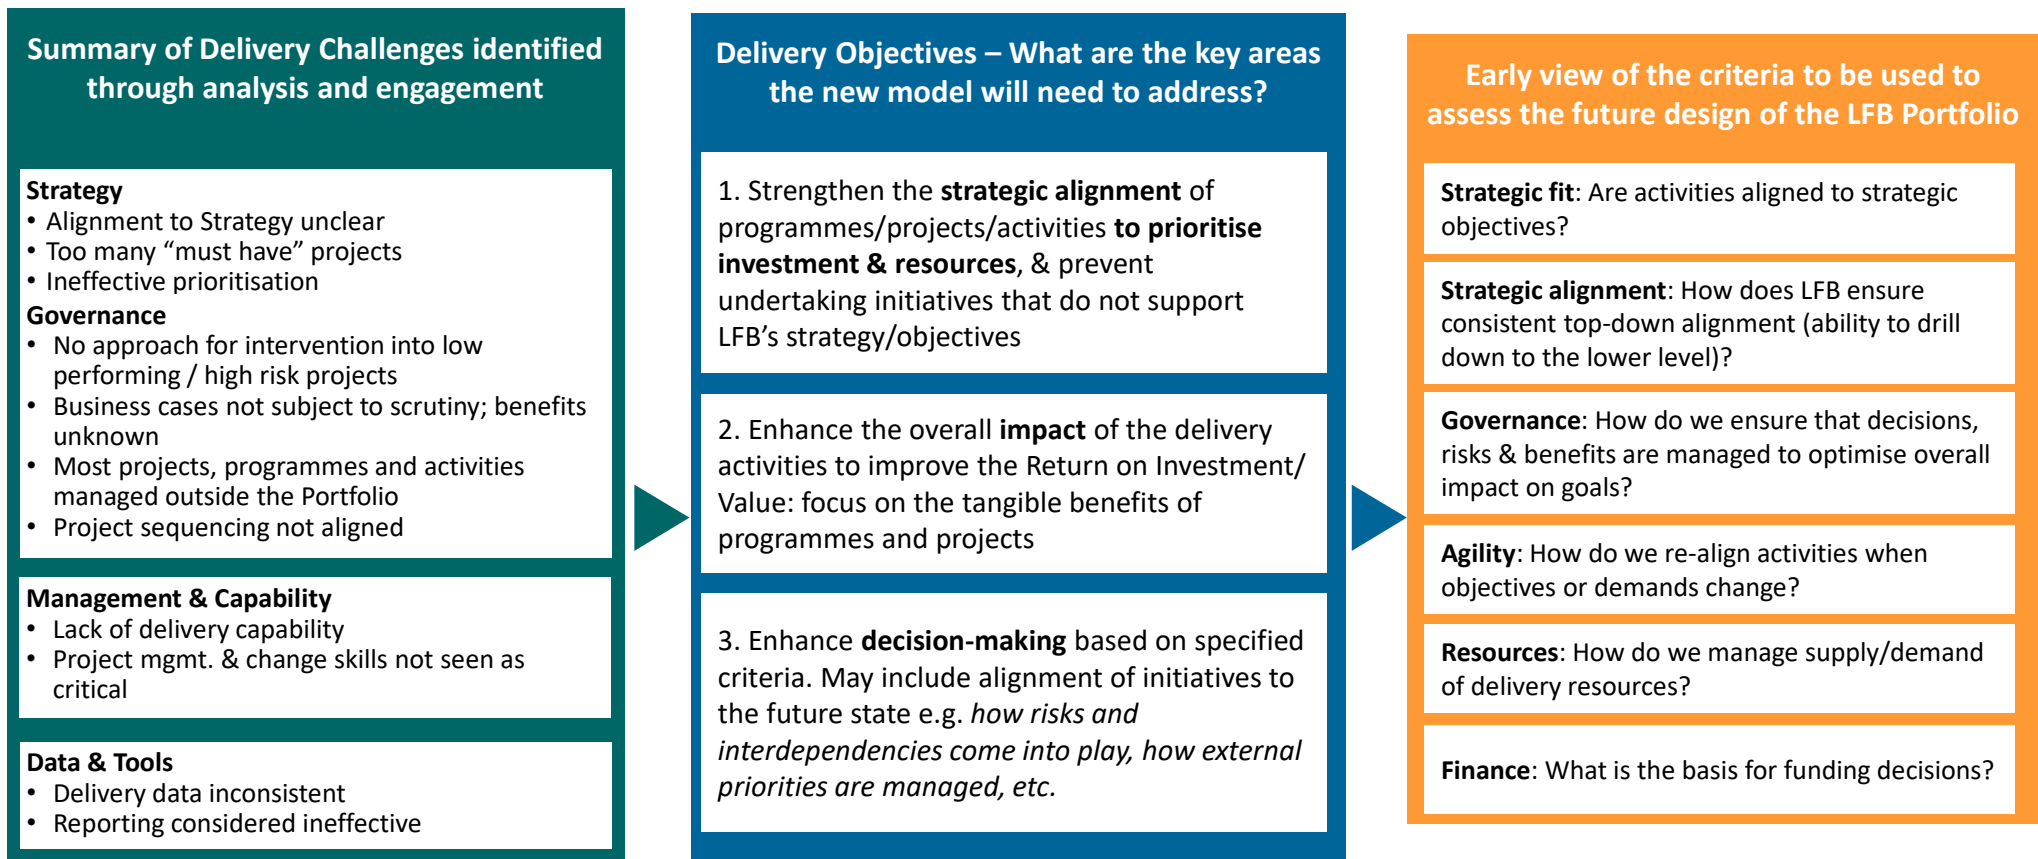 Summary of Delivery Challenges identified
through analysis and engagement
Strategy
• Alignment to Strategy unclear
• Too many “must have” projects
• Ineffective prioritisation
Governance
• No approach for intervention into low
performing / high risk projects
• Business cases not subject to scrutiny; benefits
unknown
• Most projects, programmes and activities
managed outside the Portfolio
• Project sequencing not aligned
Management & Capability
• Lack of delivery capability
• Project mgmt. & change skills not seen as
critical
Data & Tools
• Delivery data inconsistent
• Reporting considered ineffective
Delivery Objectives – What are the key areas
the new model will need to address?
1. Strengthen the strategic alignment of
programmes/projects/activities to prioritise
investment & resources, & prevent
undertaking initiatives that do not support
LFB’s strategy/objectives
2. Enhance the overall impact of the delivery
activities to improve the Return on Investment/
Value: focus on the tangible benefits of
programmes and projects
3. Enhance decision-making based on specified
criteria. May include alignment of initiatives to
the future state e.g. how risks and
interdependencies come into play, how external
priorities are managed, etc.
Early view of the criteria to be used to
assess the future design of the LFB Portfolio
Strategic fit: Are activities aligned to strategic
objectives?
Strategic alignment: How does LFB ensure
consistent top-down alignment (ability to drill
down to the lower level)?
Governance: How do we ensure that decisions,
risks & benefits are managed to optimise overall
impact on goals?
Agility: How do we re-align activities when
objectives or demands change?
Resources: How do we manage supply/demand
of delivery resources?
Finance: What is the basis for funding decisions?